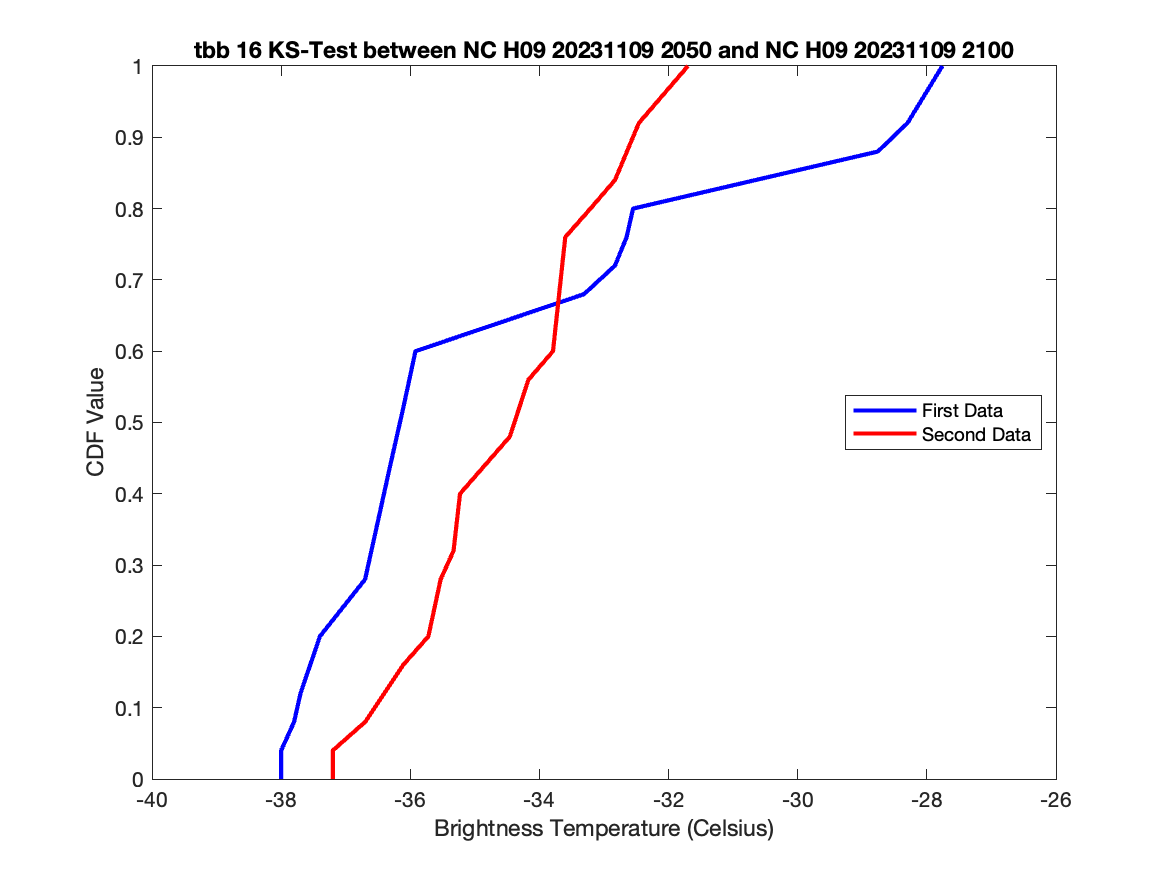 tbb 16 KS-Test between NC H09 20231109 2050 and NC H09 20231109 2100
1
0.9
0.8
0.7
0.6
0.5
0.4
0.3
0.2
0.1
0
CDF Value
First Data
Second Data
-40 -38 -36 -34 -32 -30 -28 -26
Brightness Temperature (Celsius)